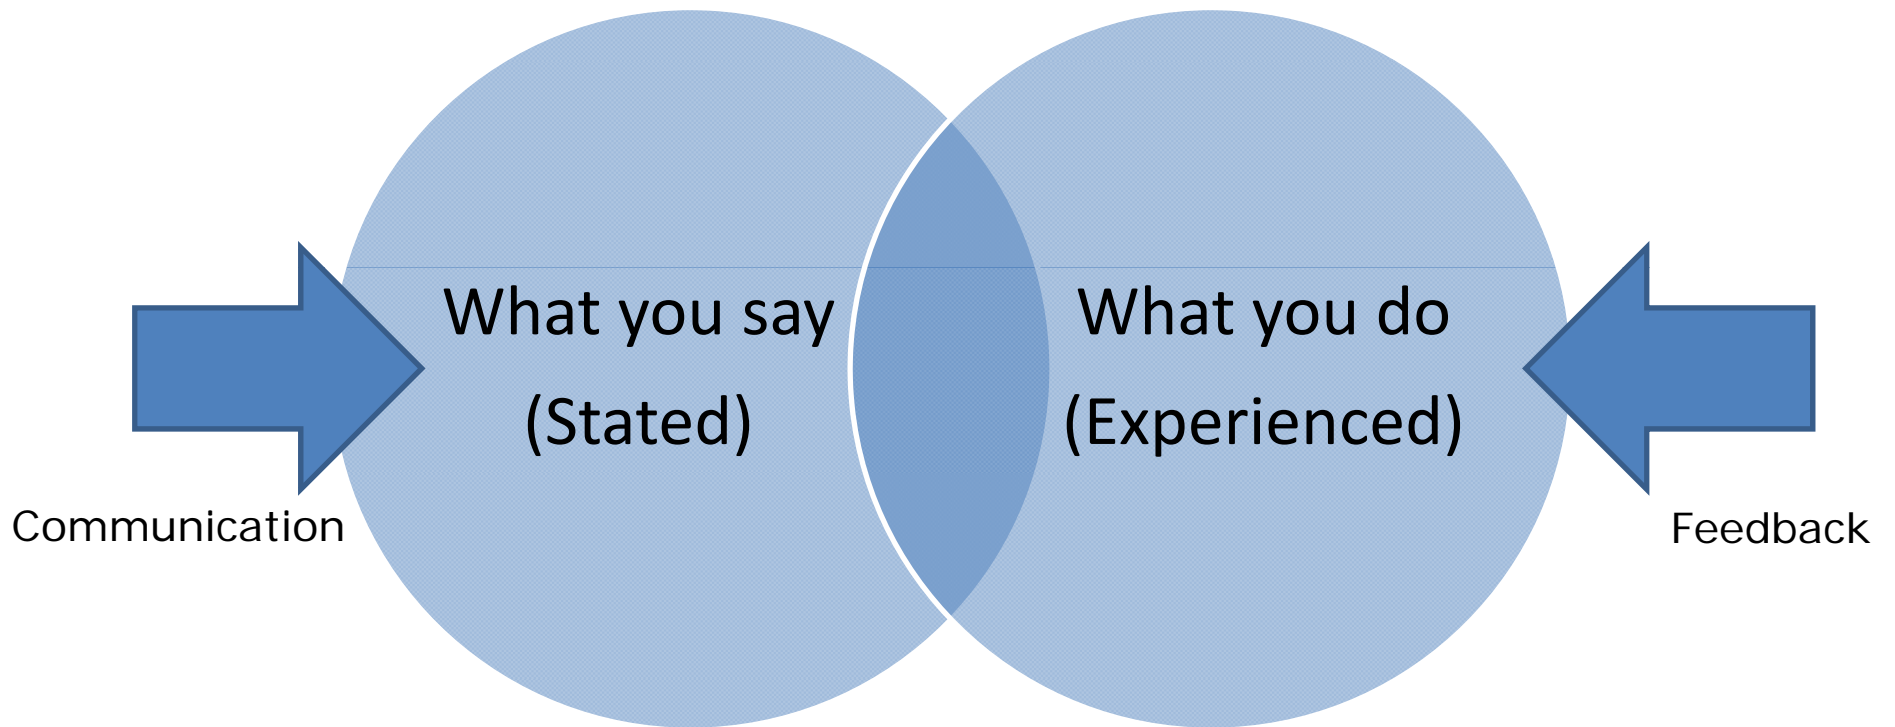 What you say
(Stated)
What you do
(Experienced)
Communication
Feedback